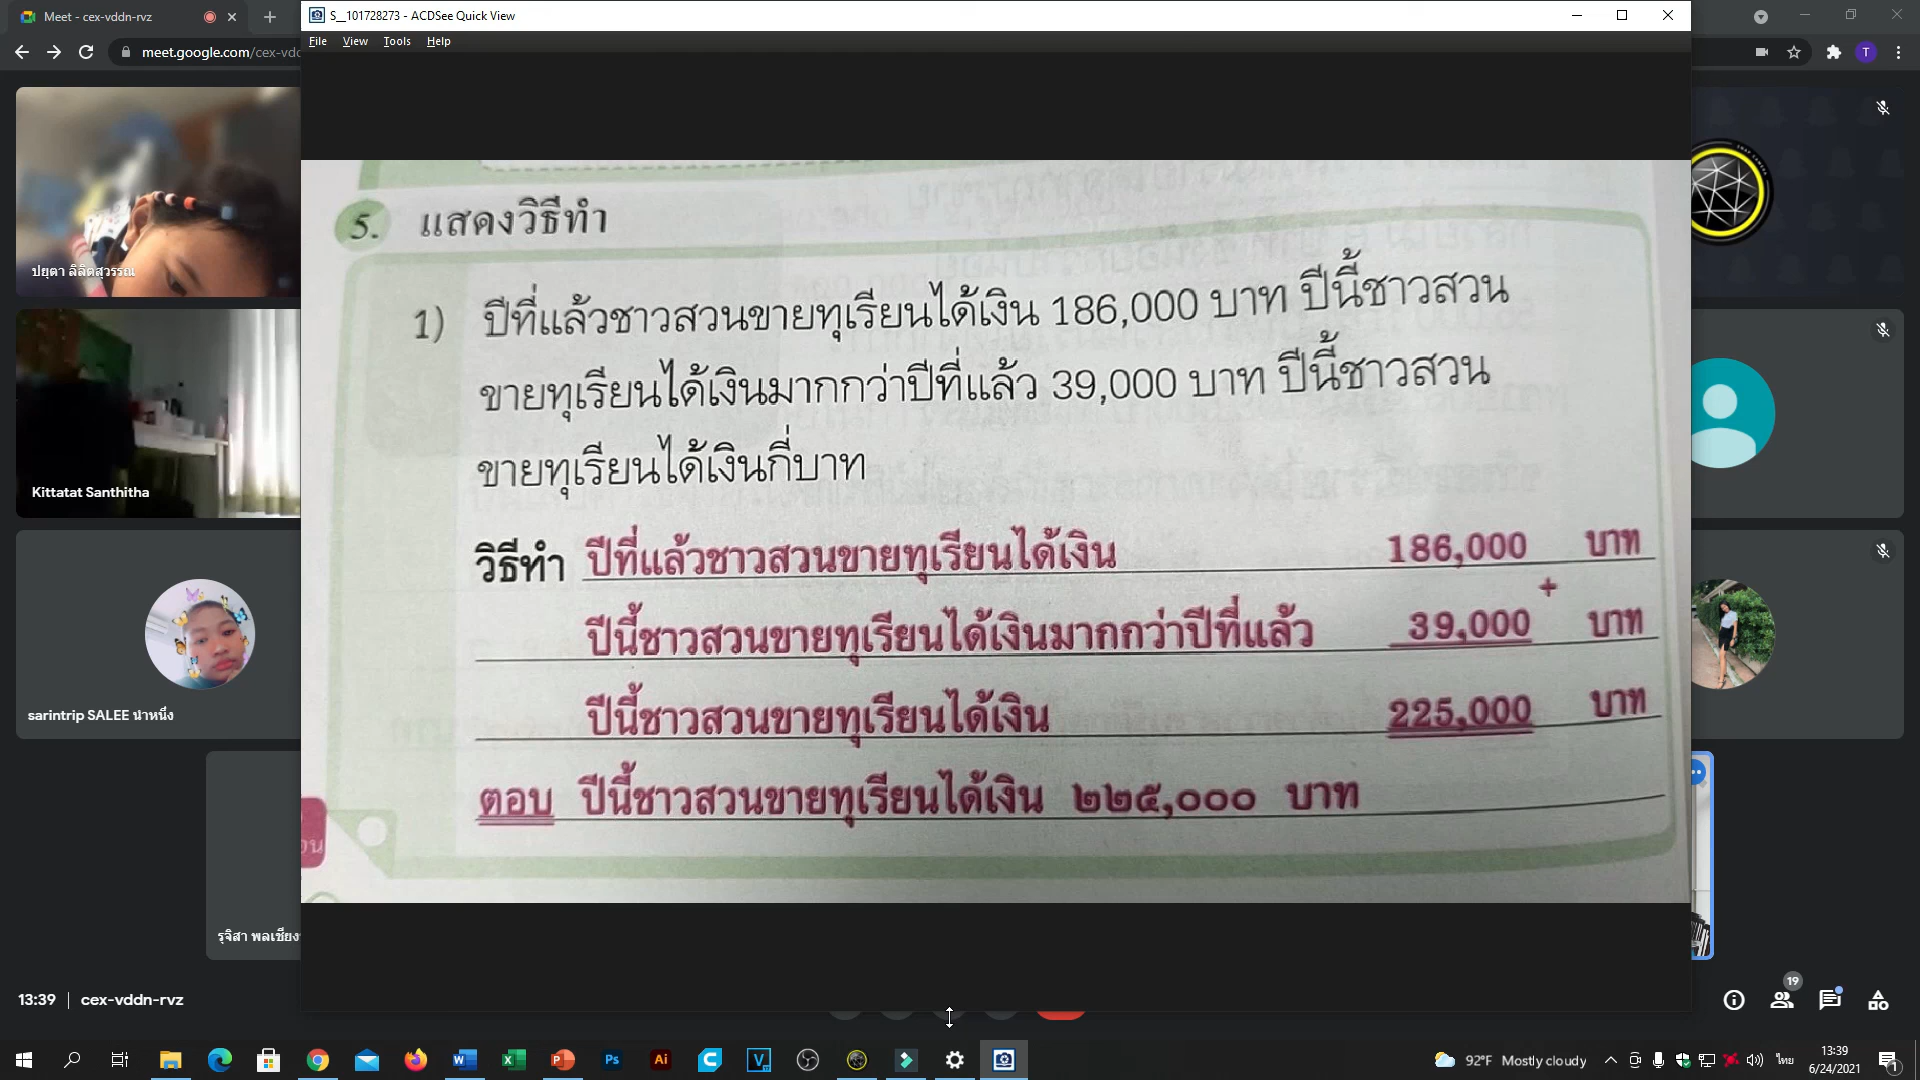 Meet - cex-vddn-rvz
S__101728273 - ACDSee Quick View
meet.google.com/cex-vdd
T
File View Tools Help
ปยุตา ลิลิตสุวรรณ
Kittatat Santhitha
sarintrip SALEE นำหนึ่ง
รุจิสา พลเชียง
5. แสดงวิธีทำ
1) ปีที่แล้วชาวสวนขายทุเรียนได้เงิน 186,000 บาท ปีนี้ชาวสวน
ขายทุเรียนได้เงินมากกว่าปีที่แล้ว 39,000 บาท ปีนี้ชาวสวน
ขายทุเรียนได้เงินกี่บาท
วิธีทำ ปีที่แล้วชาวสวนขายทุเรียนได้เงิน 186,000 บาท
+
ปีนี้ชาวสวนขายทุเรียนได้เงินมากกว่าปีที่แล้ว 39,000 บาท
ปีนี้ชาวสวนขายทุเรียนได้เงิน 225,000 บาท
ตอบ ปีนี้ชาวสวนขายทุเรียนได้เงิน ๒๒๕,๐๐๐ บาท
13:39 | cex-vddn-rvz
19
Ps Ai
92°F Mostly cloudy
ไทย
13:39
6/24/2021
1